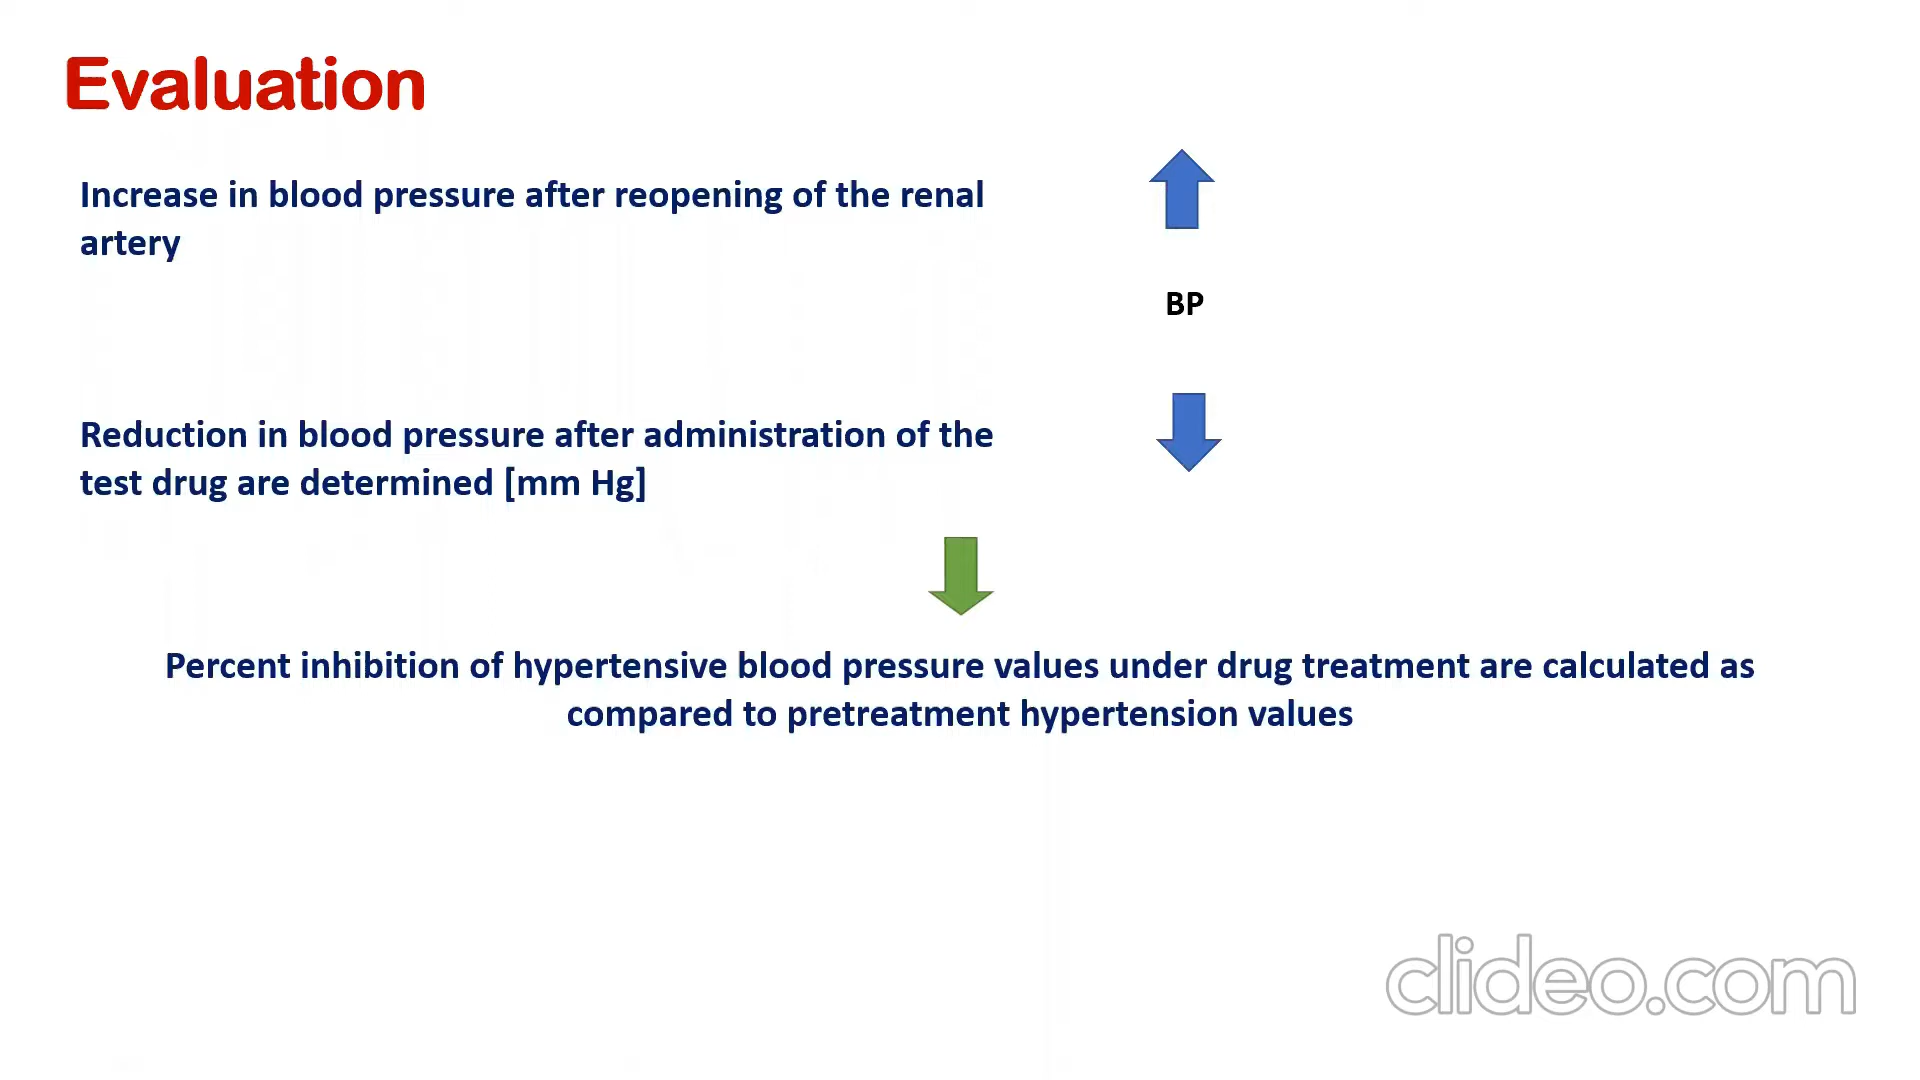 Evaluation
Increase in blood pressure after reopening of the renal
artery
BP
Reduction in blood pressure after administration of the
test drug are determined [mm Hg]
Percent inhibition of hypertensive blood pressure values under drug treatment are calculated as
compared to pretreatment hypertension values
clideo.com